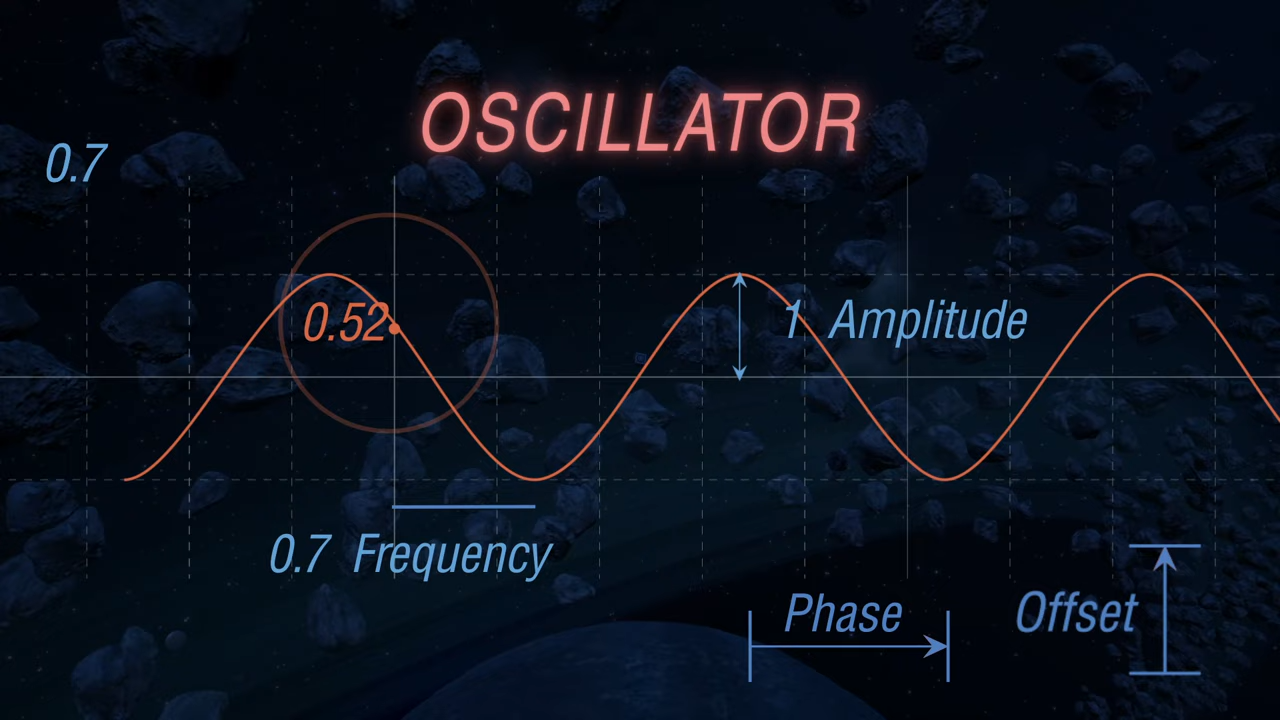 OSCILLATOR
0.7
0.52
1 Amplitude
0.7 Frequency
Phase
Offset